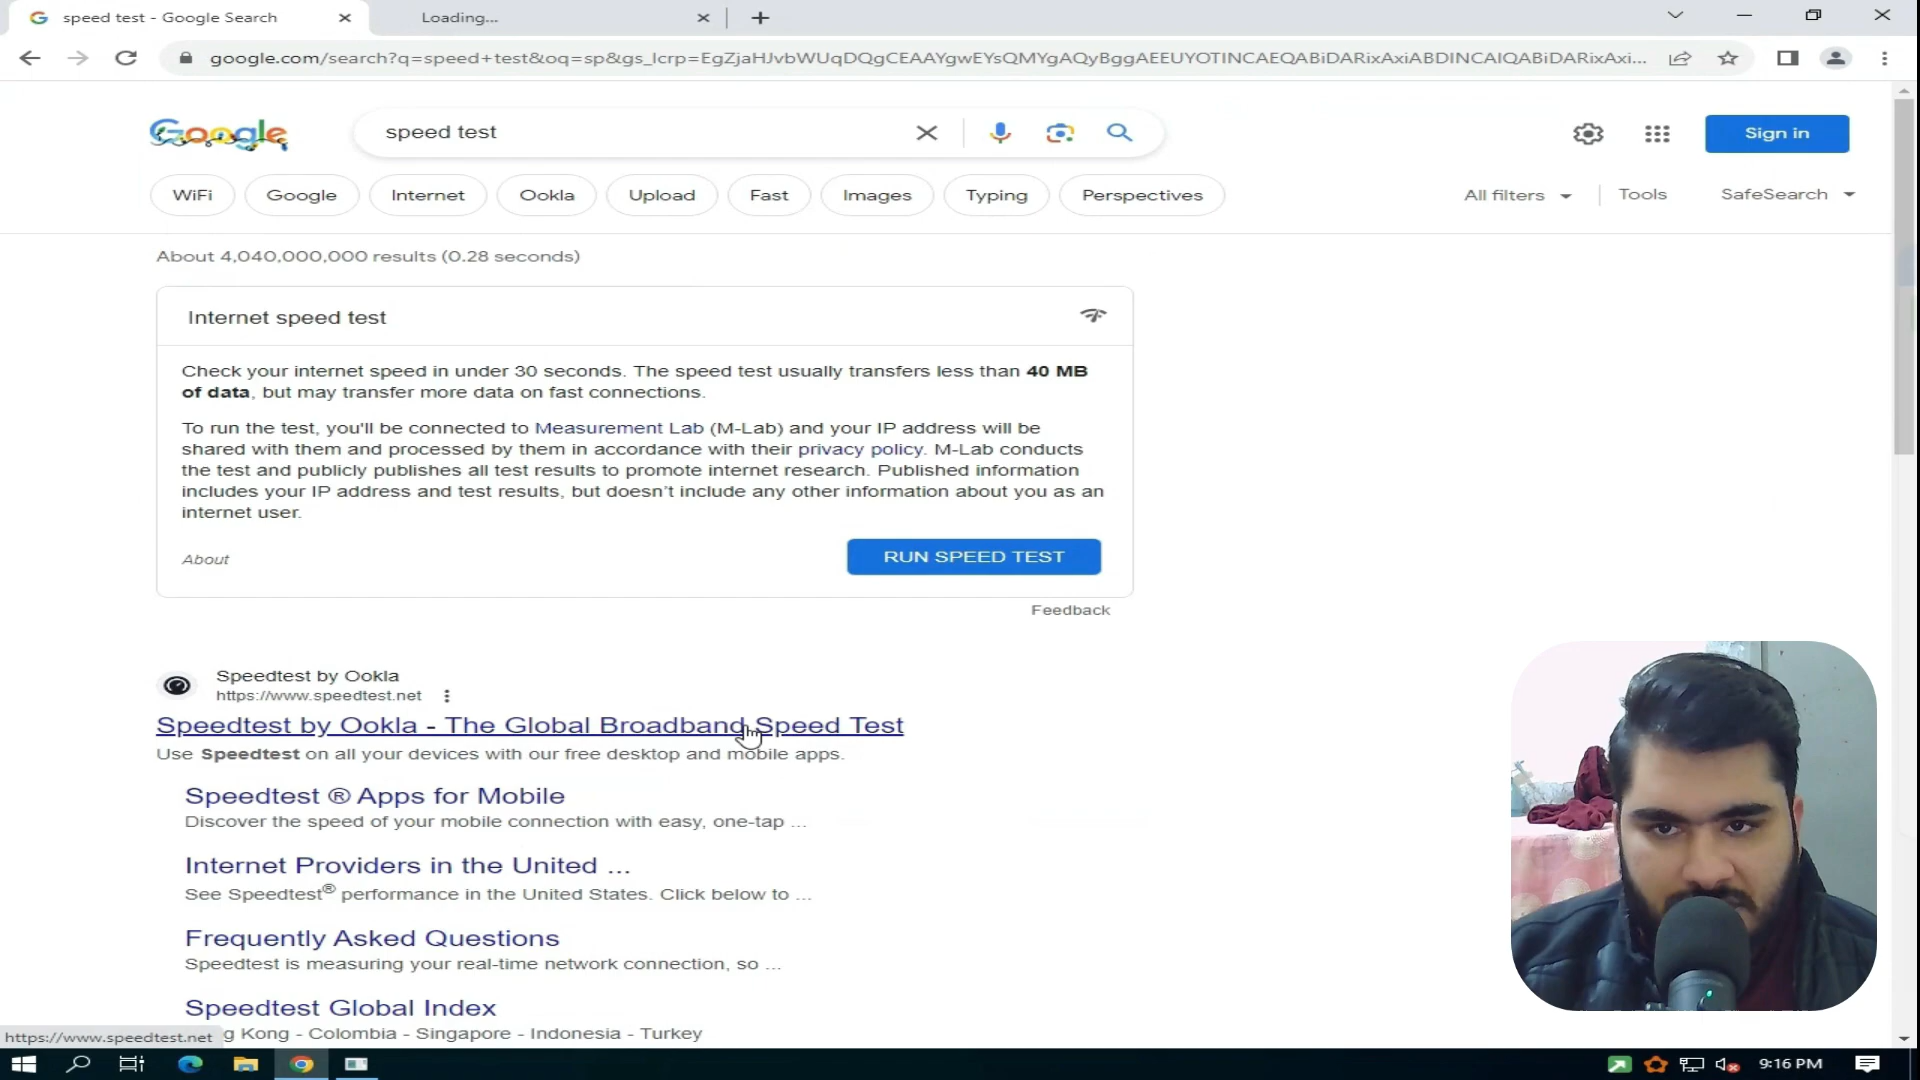 speed test - Google Search
Loading...
google.com/search?q=speed+test&oq=sp&gs_lcrp=EgZjaHJvbWUqDQgCEAAYgwEYsQMYgAQyBggAEEUYOTINCAEQABiDARixAxiABDINCAIQABiDARixAxi...
Google
speed test
Sign in
WiFi
Google
Internet
Ookla
Upload
Fast
Images
Typing
Perspectives
All filters
Tools
SafeSearch
About 4,040,000,000 results (0.28 seconds)
Internet speed test
Check your internet speed in under 30 seconds. The speed test usually transfers less than 40 MB
of data, but may transfer more data on fast connections.
To run the test, you'll be connected to Measurement Lab (M-Lab) and your IP address will be
shared with them and processed by them in accordance with their privacy policy. M-Lab conducts
the test and publicly publishes all test results to promote internet research. Published information
includes your IP address and test results, but doesn't include any other information about you as an
internet user.
About
RUN SPEED TEST
Feedback
Speedtest by Ookla
https://www.speedtest.net
Speedtest by Ookla - The Global Broadband Speed Test
Use Speedtest on all your devices with our free desktop and mobile apps.
Speedtest ® Apps for Mobile
Discover the speed of your mobile connection with easy, one-tap ...
Internet Providers in the United ...
See Speedtest® performance in the United States. Click below to ...
Frequently Asked Questions
Speedtest is measuring your real-time network connection, so ...
Speedtest Global Index
g Kong - Colombia - Singapore - Indonesia - Turkey
https://www.speedtest.net
9:16 PM